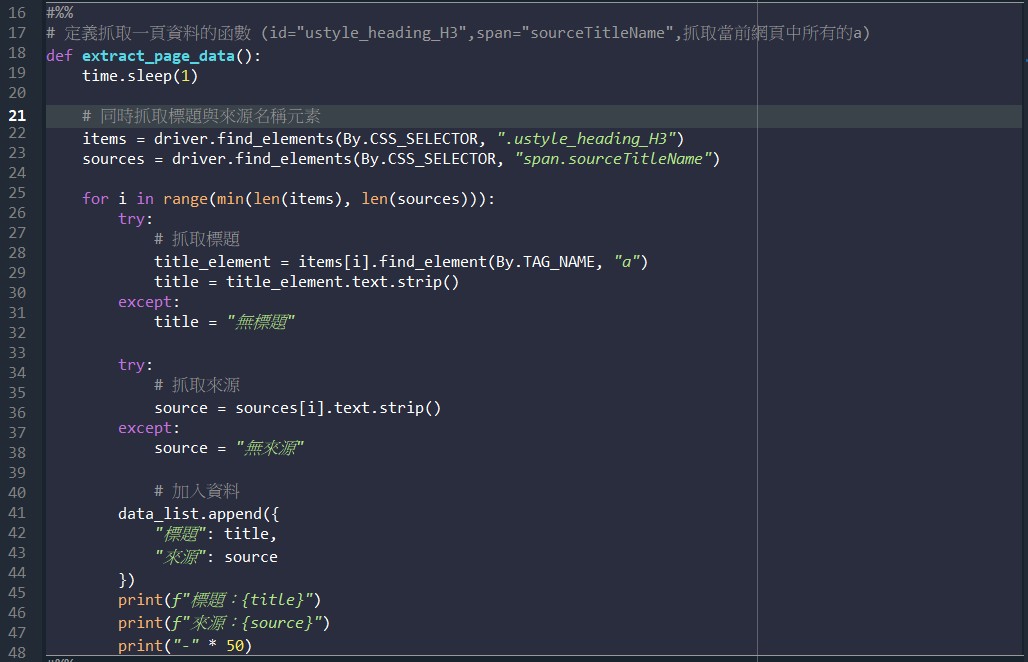 16 #%%
17 # 定義抓取一頁資料的函數 (id="ustyle_heading_H3",span="sourceTitleName",抓取當前網頁中所有的a)
18 def extract_page_data():
19     time.sleep(1)
20
21     # 同時抓取標題與來源名稱元素
22     items = driver.find_elements(By.CSS_SELECTOR, ".ustyle_heading_H3")
23     sources = driver.find_elements(By.CSS_SELECTOR, "span.sourceTitleName")
24
25     for i in range(min(len(items), len(sources))):
26         try:
27             # 抓取標題
28             title_element = items[i].find_element(By.TAG_NAME, "a")
29             title = title_element.text.strip()
30         except:
31             title = "無標題"
32
33
34         try:
35             # 抓取來源
36             source = sources[i].text.strip()
37         except:
38             source = "無來源"
39
40             # 加入資料
41         data_list.append({
42             "標題": title,
43             "來源": source
44         })
45         print(f"標題：{title}")
46         print(f"來源：{source}")
47         print("-" * 50)
48